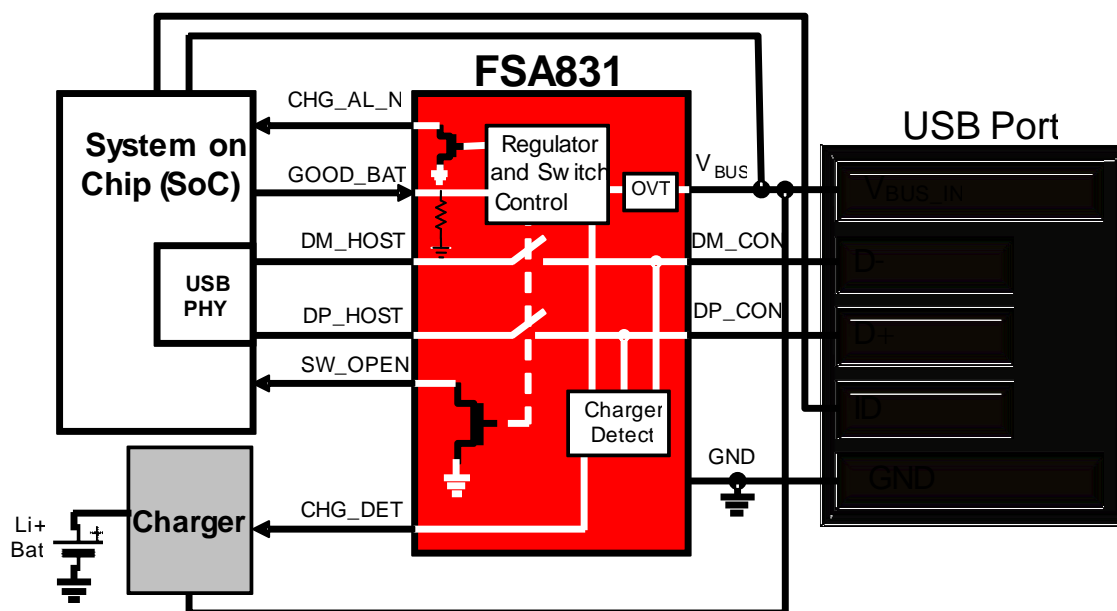 FSA831
USB Port
System on
Chip (SoC)
USB
PHY
CHG_AL_N
GOOD_BAT
DM_HOST
DP_HOST
SW_OPEN
CHG_DET
Regulator
and Switch
Control
OVT
Charger
Detect
VBUS
DM_CON
DP_CON
GND
VBUS_IN
D-
D+
ID
GND
Charger
Li+
Bat
+